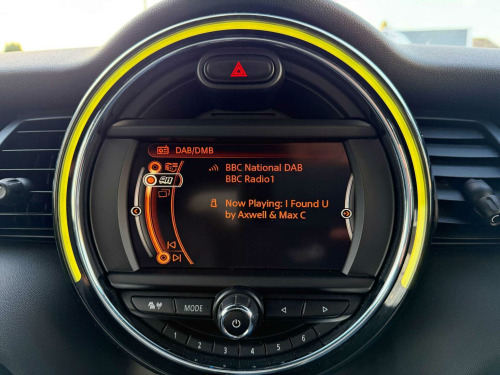 DAB/DMB
BBC National DAB
BBC Radio1
Now Playing: I Found U
by Axwell & Max C
MODE
1 2 3 4 5 6